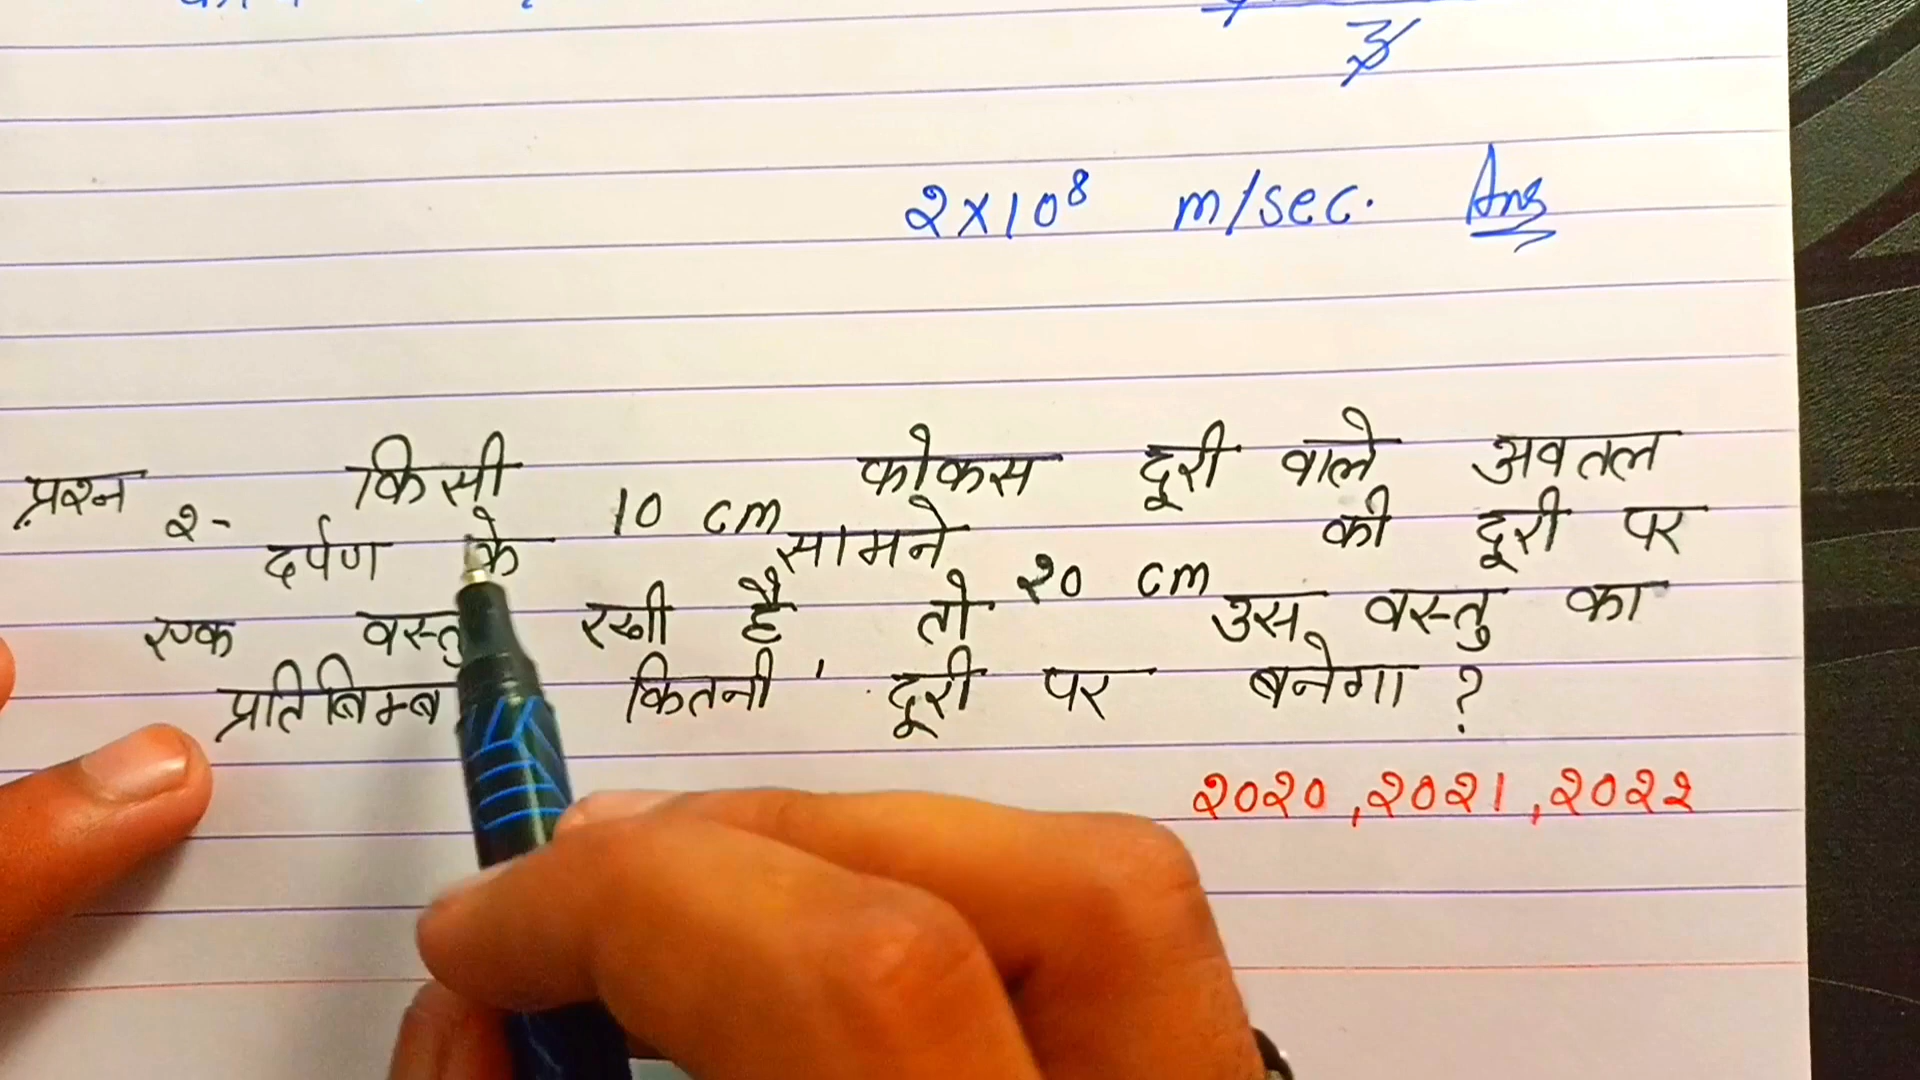 3
2×10⁸ m/sec. Ans
प्रश्न 2- किसी 10 cm फोकस दूरी वाले अवतल
दर्पण के सामने 20 cm की दूरी पर
एक वस्तु रखी है तो उस वस्तु का
प्रतिबिम्ब कितनी दूरी पर बनेगा ?
2020, 2021, 2022